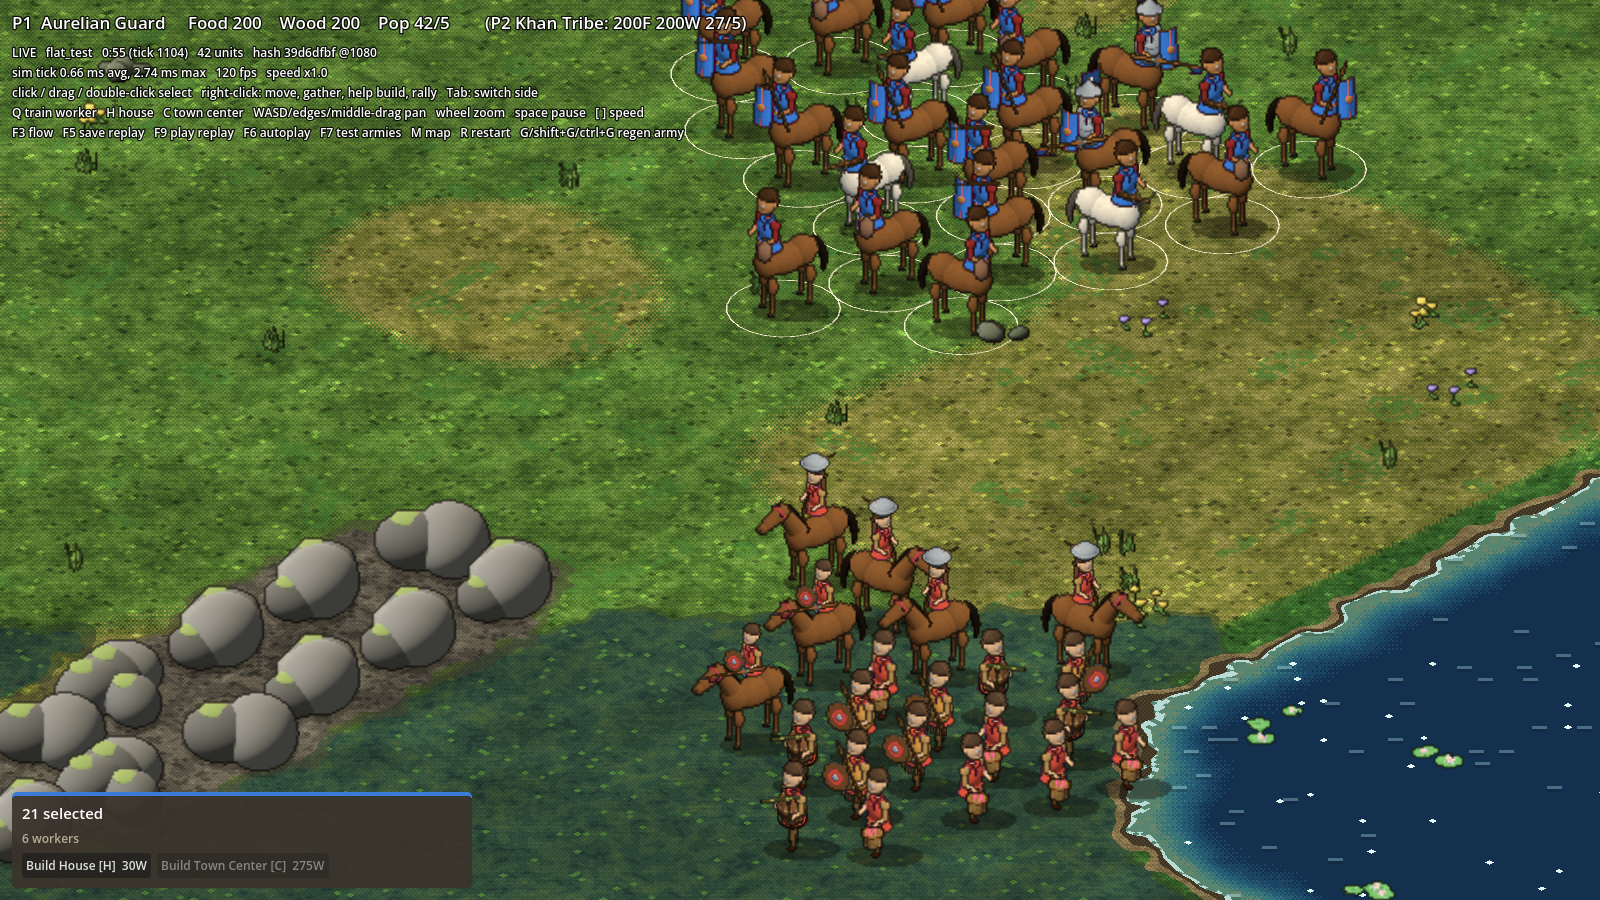 P1 Aurelian Guard Food 200 Wood 200 Pop 42/5 (P2 Khan Tribe: 200F 200W 27/5)
LIVE flat_test 0:55 (tick 1104) 42 units hash 39d6dfbf @1080
sim tick 0.66 ms avg, 2.74 ms max 120 fps speed x1.0
click / drag / double-click select right-click: move, gather, help build, rally Tab: switch side
Q train worker H house C town center WASD/edges/middle-drag pan wheel zoom space pause [ ] speed
F3 flow F5 save replay F9 play replay F6 autoplay F7 test armies M map R restart G/shift+G/ctrl+G regen army
21 selected
6 workers
Build House [H] 30W Build Town Center [C] 275W